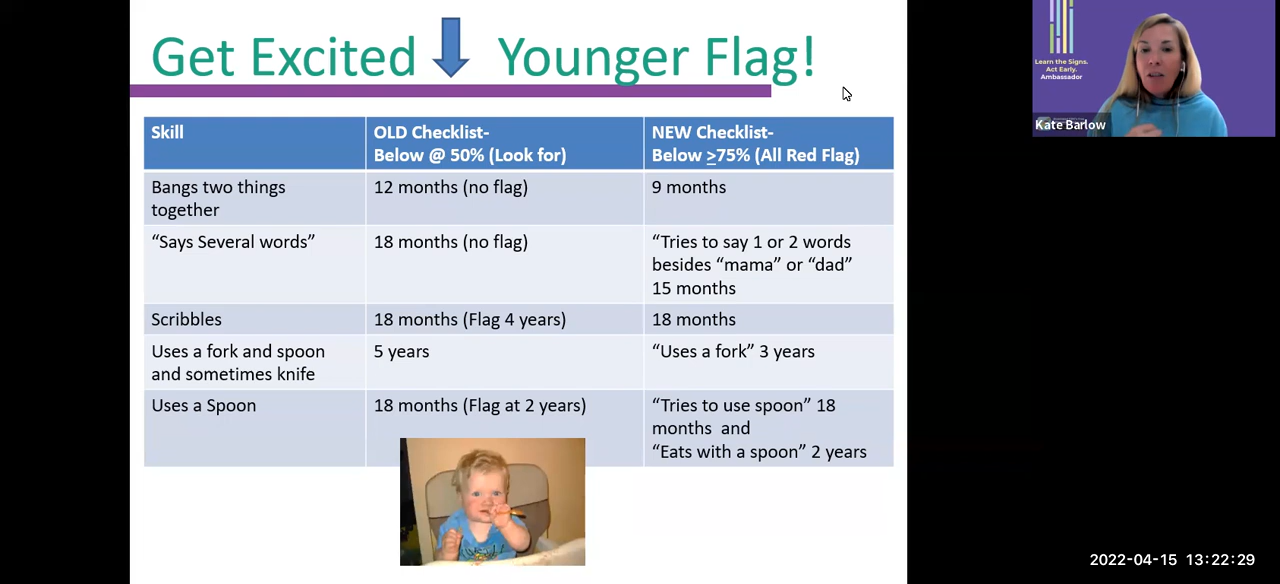 Get Excited Younger Flag!
Skill
OLD Checklist-
Below @ 50% (Look for)
NEW Checklist-
Below ≥75% (All Red Flag)
Bangs two things
together
12 months (no flag)
9 months
“Says Several words”
18 months (no flag)
“Tries to say 1 or 2 words
besides “mama” or “dad”
15 months
Scribbles
18 months (Flag 4 years)
18 months
Uses a fork and spoon
and sometimes knife
5 years
“Uses a fork” 3 years
Uses a Spoon
18 months (Flag at 2 years)
“Tries to use spoon” 18
months and
“Eats with a spoon” 2 years
Learn the Signs.
Act Early.
Ambassador
Kate Barlow
2022-04-15 13:22:29